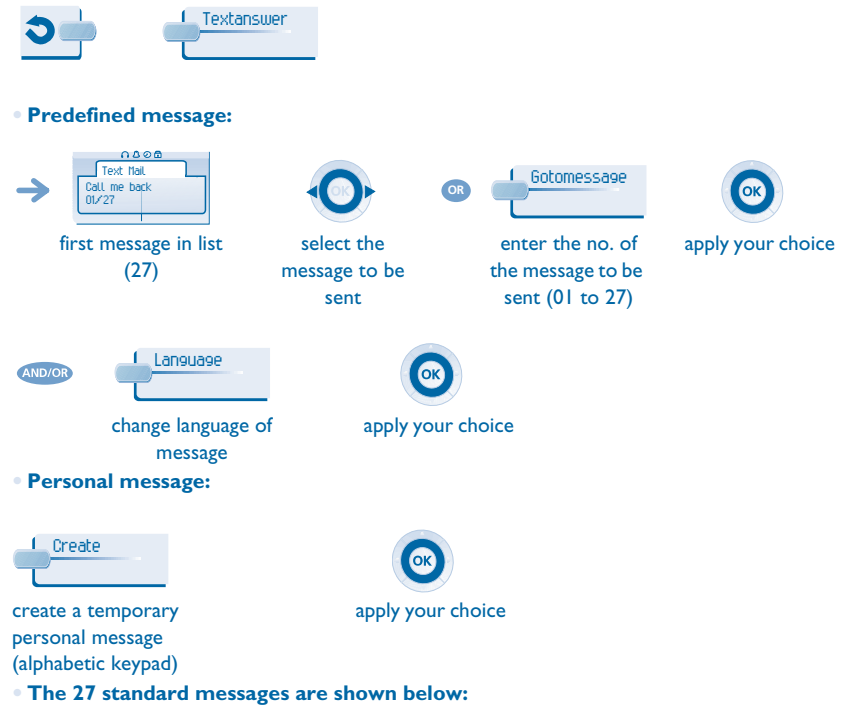 Textanswer
• Predefined message:
Text Mail
Call me back
01/27
OK
OR
Gotomessage
OK
first message in list
(27)
select the
message to be
sent
enter the no. of
the message to be
sent (01 to 27)
apply your choice
AND/OR
Language
OK
change language of
message
apply your choice
• Personal message:
Create
OK
create a temporary
personal message
(alphabetic keypad)
apply your choice
• The 27 standard messages are shown below: